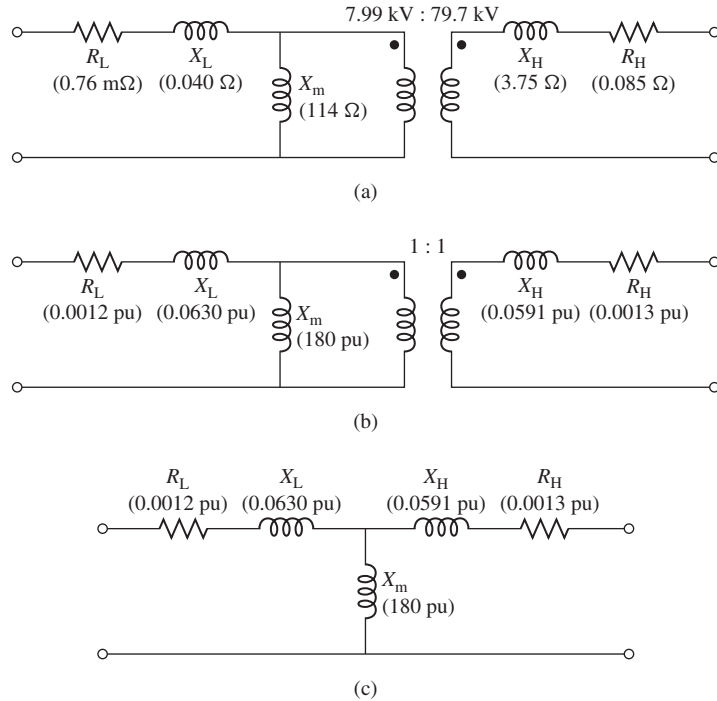 7.99 kV : 79.7 kV
R_L X_L X_H R_H
(0.76 mΩ) (0.040 Ω) (3.75 Ω) (0.085 Ω)
X_m
(114 Ω)
(a)
1 : 1
R_L X_L X_H R_H
(0.0012 pu) (0.0630 pu) (0.0591 pu) (0.0013 pu)
X_m
(180 pu)
(b)
R_L X_L X_H R_H
(0.0012 pu) (0.0630 pu) (0.0591 pu) (0.0013 pu)
X_m
(180 pu)
(c)